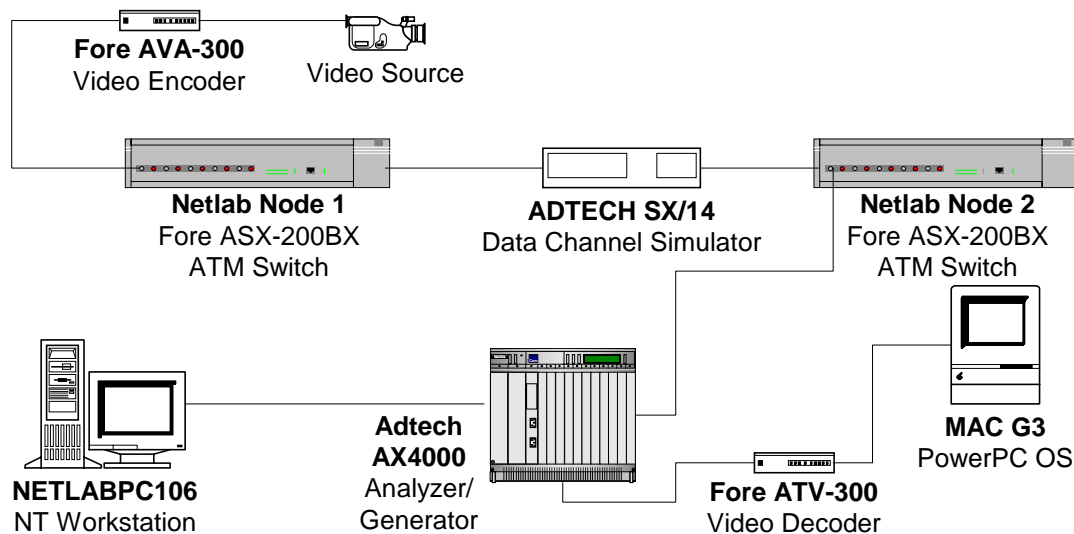 Fore AVA-300
Video Encoder
Video Source
Netlab Node 1
Fore ASX-200BX
ATM Switch
ADTECH SX/14
Data Channel Simulator
Netlab Node 2
Fore ASX-200BX
ATM Switch
NETLABPC106
NT Workstation
Adtech
AX4000
Analyzer/
Generator
Fore ATV-300
Video Decoder
MAC G3
PowerPC OS